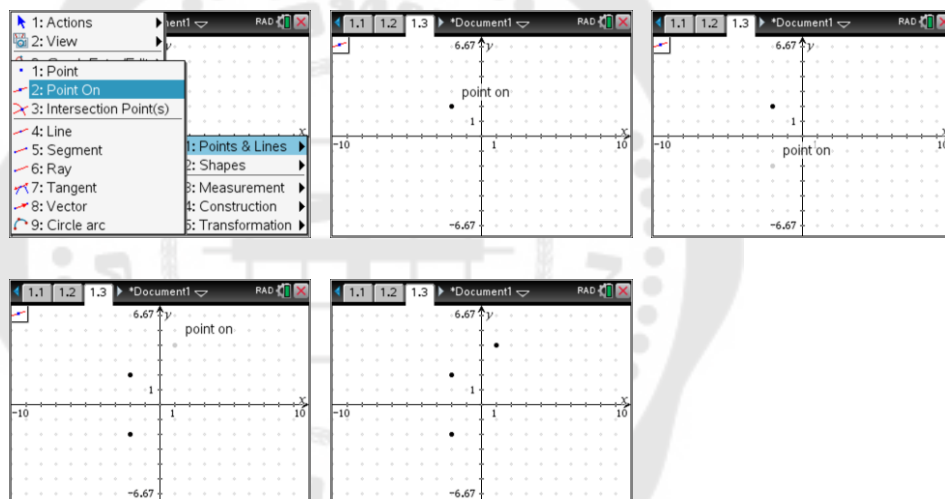 1: Actions
2: View
1: Point
2: Point On
3: Intersection Point(s)
4: Line
5: Segment
6: Ray
7: Tangent
8: Vector
9: Circle arc
1: Points & Lines
2: Shapes
3: Measurement
4: Construction
5: Transformation
RAD
y
x
1.1 1.2 1.3 *Document1 RAD
6.67 y
point on
1
x
-10 1 10
-6.67
1.1 1.2 1.3 *Document1 RAD
6.67 y
1
x
-10 1 10
point on
-6.67
1.1 1.2 1.3 *Document1 RAD
6.67 y
point on
1
x
-10 1 10
-6.67
1.1 1.2 1.3 *Document1 RAD
6.67 y
1
x
-10 1 10
-6.67